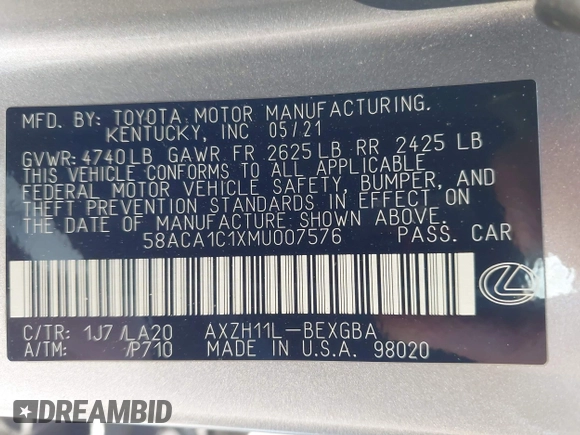 MFD. BY: TOYOTA MOTOR MANUFACTURING.
KENTUCKY, INC 05/21
GVWR: 4740LB GAWR FR 2625LB RR 2425 LB
THIS VEHICLE CONFORMS TO ALL APPLICABLE
FEDERAL MOTOR VEHICLE SAFETY, BUMPER, AND
THEFT PREVENTION STANDARDS IN EFFECT ON
THE DATE OF MANUFACTURE SHOWN ABOVE.
58ACA1C1XMU007576 PASS. CAR
C/TR: 1J7 /LA20 AXZH11L-BEXGBA
A/TM: /P710 MADE IN U.S.A. 98020
DREAMBID